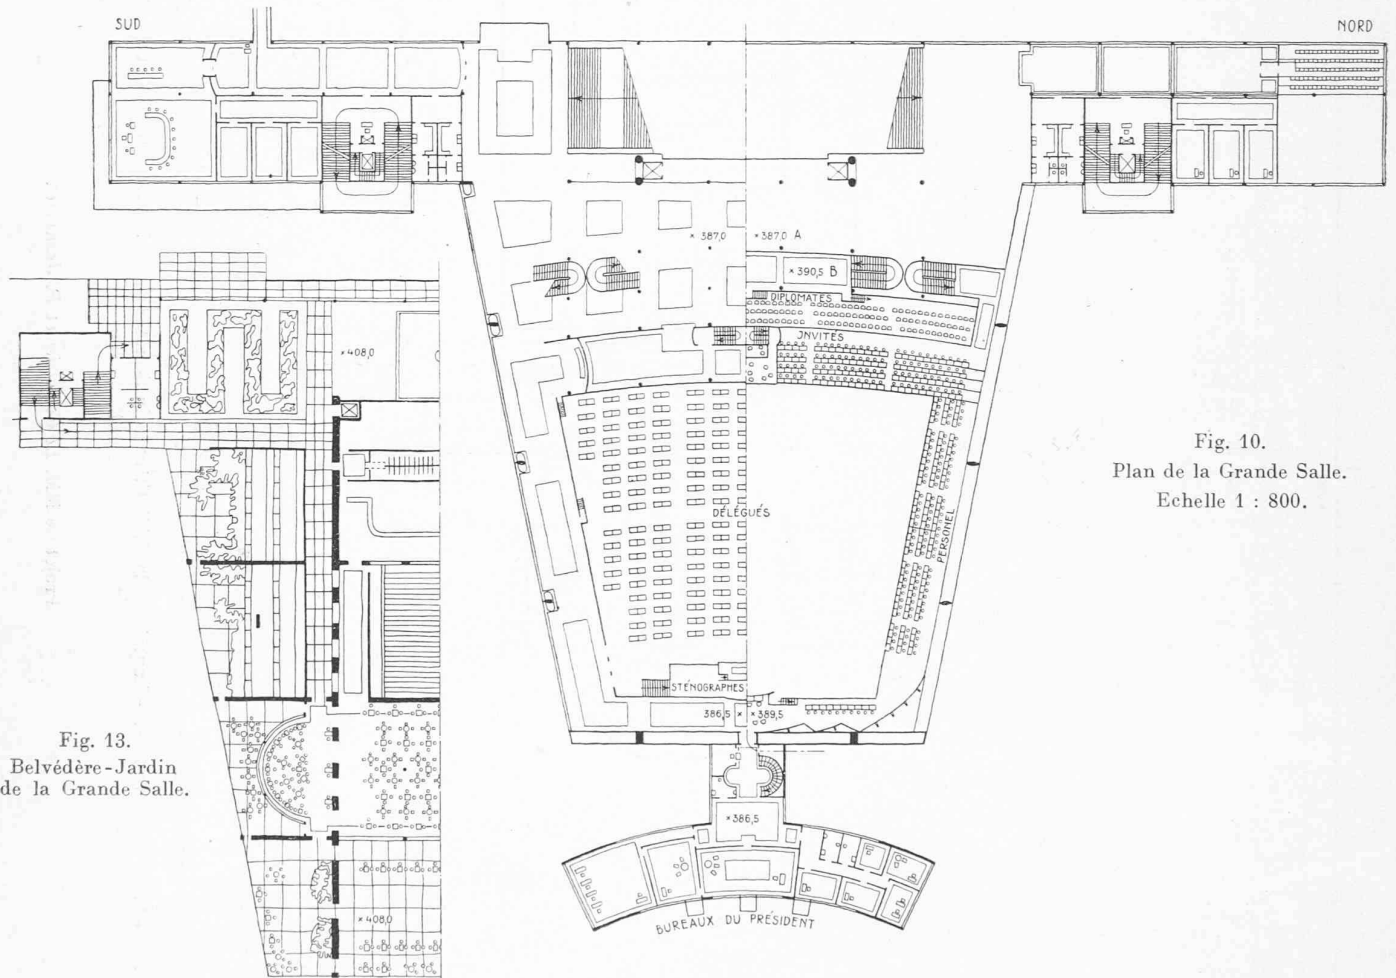 SUD
NORD
× 387,0
× 387,0 A
× 390,5 B
DIPLOMATES
INVITÉS
× 408,0
Fig. 10.
Plan de la Grande Salle.
Echelle 1 : 800.
DÉLÉGUÉS
PERSONEL
STÉNOGRAPHES
386,5 ×
× 389,5
Fig. 13.
Belvédère-Jardin
de la Grande Salle.
× 386,5
× 408,0
BUREAUX DU PRÉSIDENT